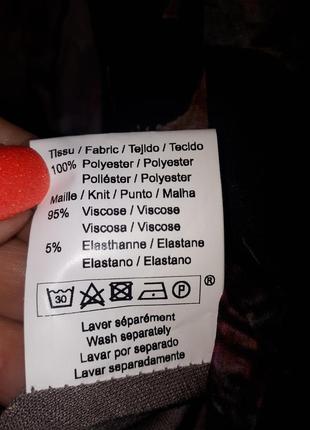 Tissu / Fabric / Tejido / Tecido
100% Polyester / Polyester
Poliéster / Polyester
Maille / Knit / Punto / Malha
95% Viscose / Viscose
Viscosa / Viscose
5% Elasthanne / Elastane
Elastano / Elastano
30 P ®
Laver séparément
Wash separately
Lavar por separado
Lavar separadamente